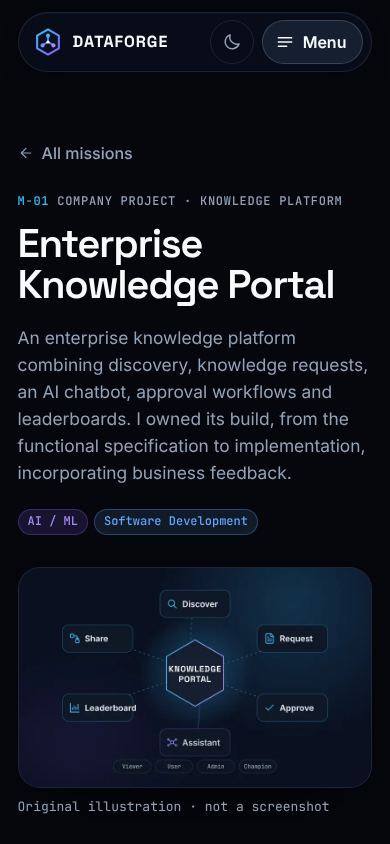 DATAFORGE
Menu
← All missions
M-01 COMPANY PROJECT · KNOWLEDGE PLATFORM
Enterprise
Knowledge Portal
An enterprise knowledge platform
combining discovery, knowledge requests,
an AI chatbot, approval workflows and
leaderboards. I owned its build, from the
functional specification to implementation,
incorporating business feedback.
AI / ML
Software Development
Discover
Share
Request
KNOWLEDGE
PORTAL
Leaderboard
Approve
Assistant
Viewer
User
Admin
Champion
Original illustration · not a screenshot